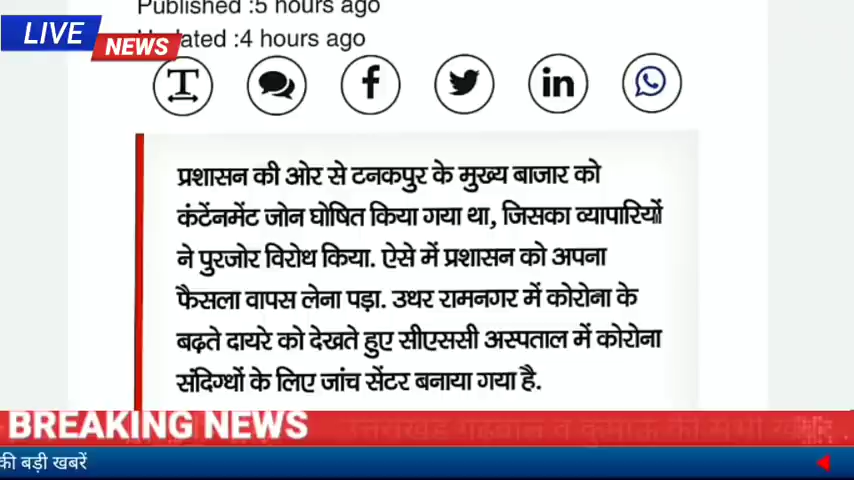 Published :5 hours ago
LIVE
NEWS
Updated :4 hours ago
प्रशासन की ओर से टनकपुर के मुख्य बाजार को
कंटेंनमेंट जोन घोषित किया गया था, जिसका व्यापारियों
ने पुरजोर विरोध किया. ऐसे में प्रशासन को अपना
फैसला वापस लेना पड़ा. उधर रामनगर में कोरोना के
बढ़ते दायरे को देखते हुए सीएससी अस्पताल में कोरोना
संदिग्धों के लिए जांच सेंटर बनाया गया है.
BREAKING NEWS
की बड़ी खबरें